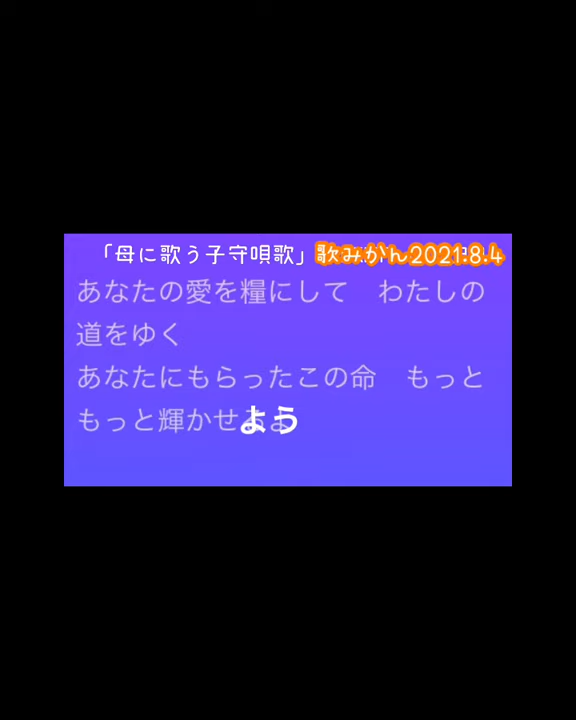 「母に歌う子守唄歌」歌みかん2021.8.4
あなたの愛を糧にして　わたしの
道をゆく
あなたにもらったこの命　もっと
もっと輝かせ
よう